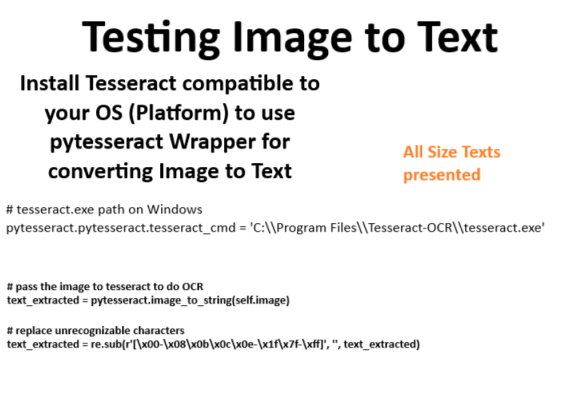 Testing Image to Text
Install Tesseract compatible to
your OS (Platform) to use
pytesseract Wrapper for
converting Image to Text
All Size Texts
presented
# tesseract.exe path on Windows
pytesseract.pytesseract.tesseract_cmd = 'C:\\Program Files\\Tesseract-OCR\\tesseract.exe'
# pass the image to tesseract to do OCR
text_extracted = pytesseract.image_to_string(self.image)
# replace unrecognizable characters
text_extracted = re.sub(r'[\x00-\x08\x0b\x0c\x0e-\x1f\x7f-\xff]', '', text_extracted)